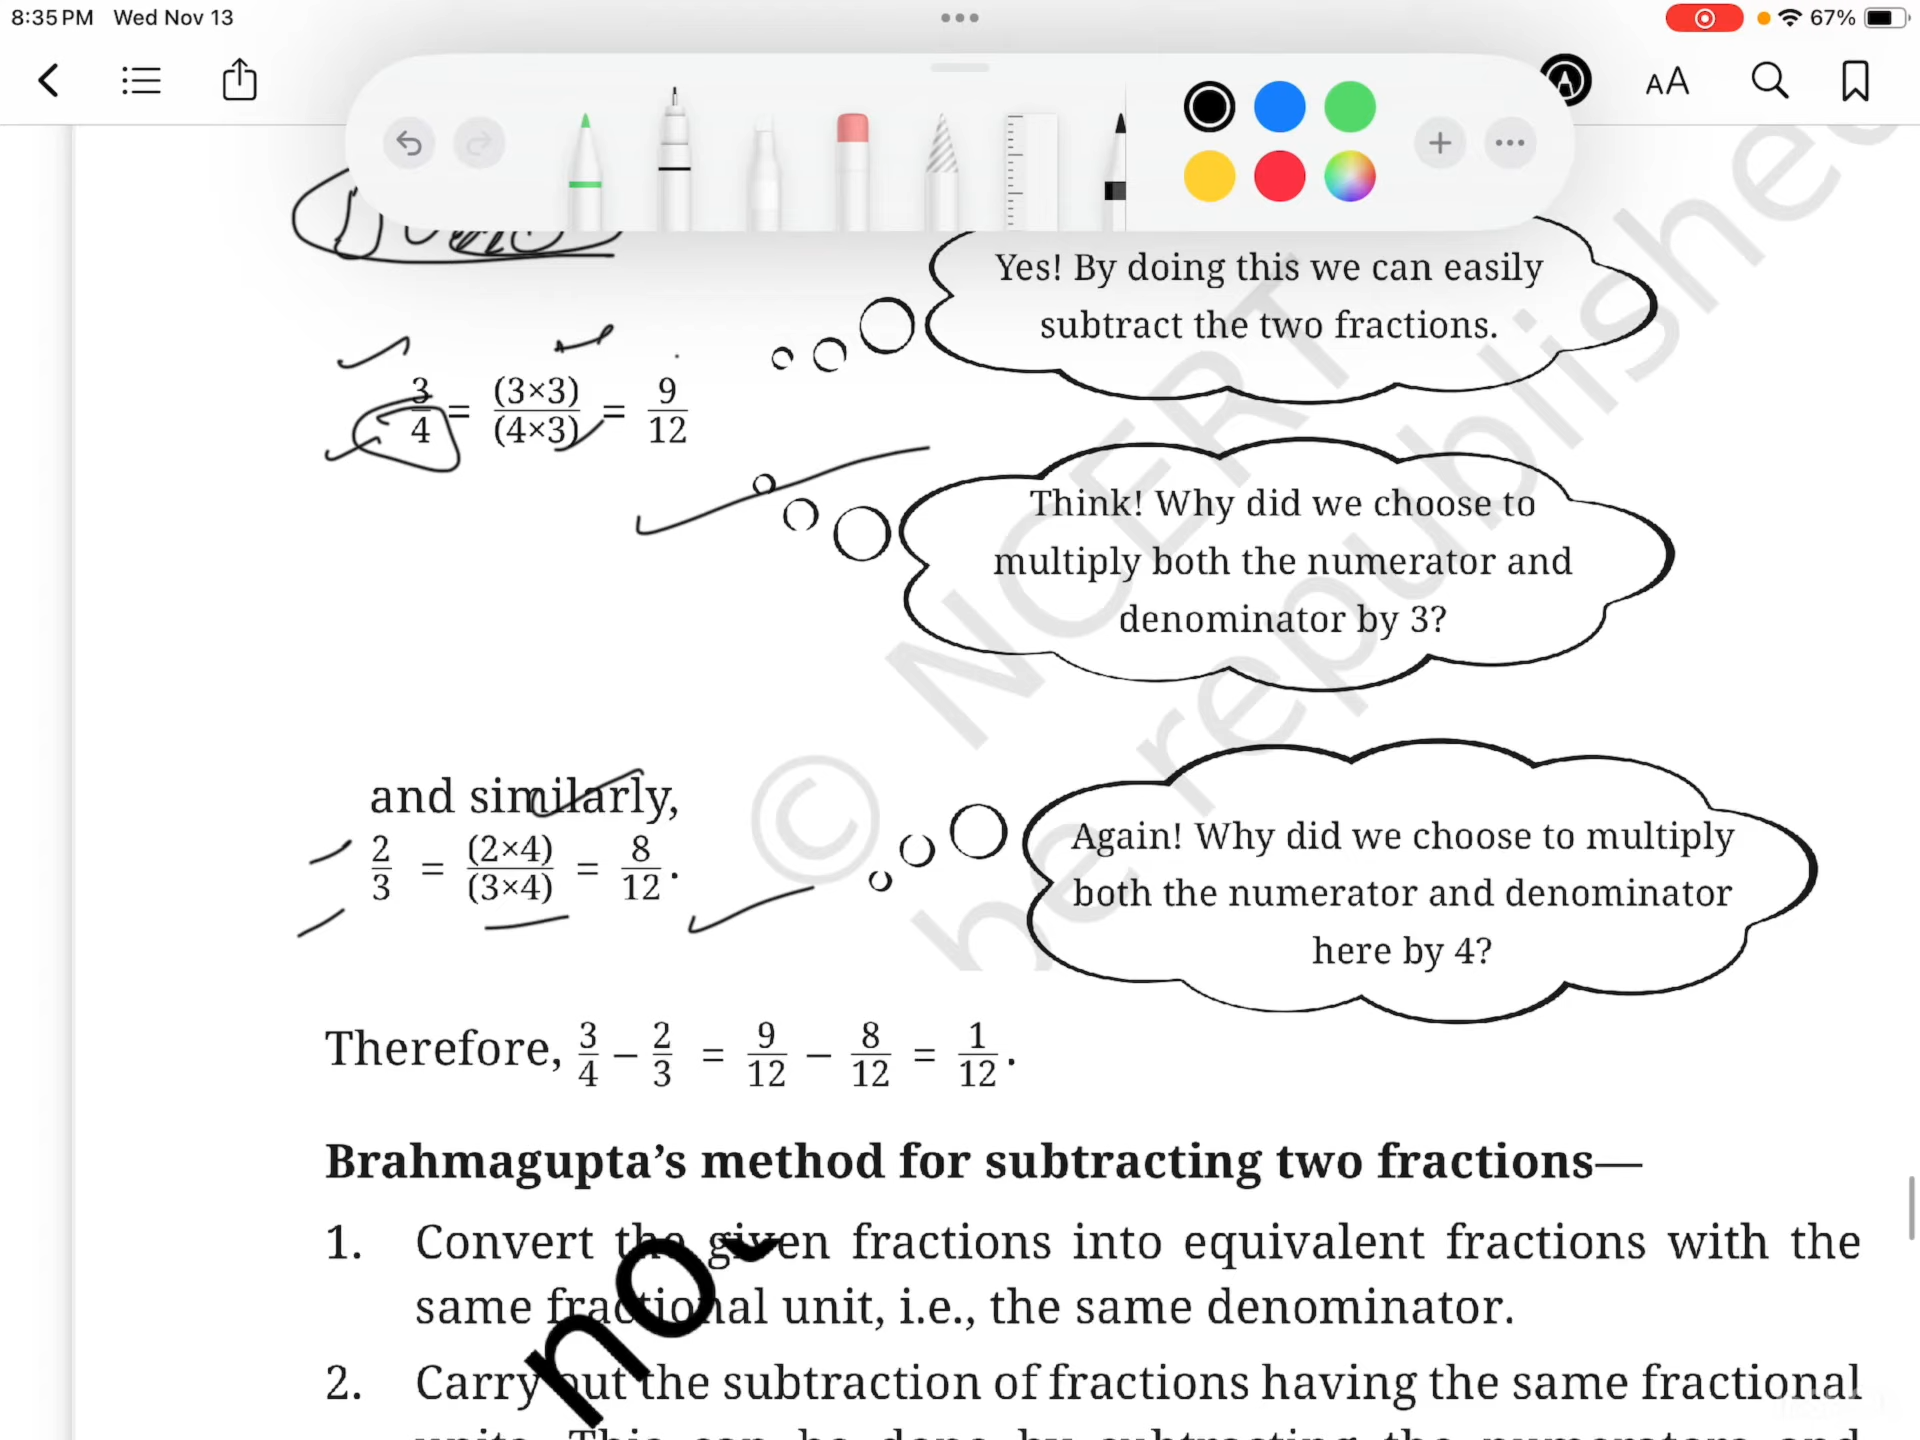 8:35 PM Wed Nov 13
67%
AA
Yes! By doing this we can easily
subtract the two fractions.
3/4 = (3×3)/(4×3) = 9/12
Think! Why did we choose to
multiply both the numerator and
denominator by 3?
and similarly,
2/3 = (2×4)/(3×4) = 8/12.
Again! Why did we choose to multiply
both the numerator and denominator
here by 4?
Therefore, 3/4 – 2/3 = 9/12 – 8/12 = 1/12.
Brahmagupta’s method for subtracting two fractions—
1. Convert the given fractions into equivalent fractions with the
same fractional unit, i.e., the same denominator.
2. Carry out the subtraction of fractions having the same fractional
© NCERT
he republished
no